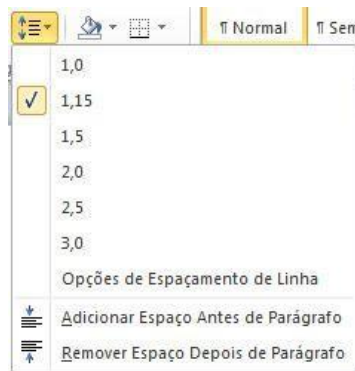 ¶ Normal ¶ Sem
1,0
1,15
1,5
2,0
2,5
3,0
Opções de Espaçamento de Linha
Adicionar Espaço Antes de Parágrafo
Remover Espaço Depois de Parágrafo